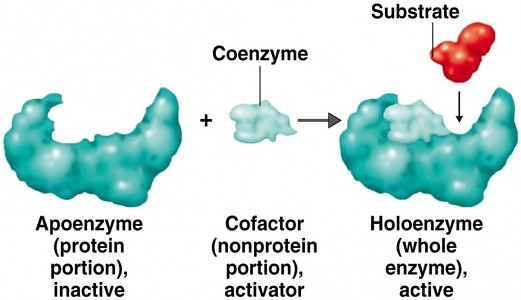 Substrate
Coenzyme
+
Apoenzyme
(protein
portion),
inactive
Cofactor
(nonprotein
portion),
activator
Holoenzyme
(whole
enzyme),
active